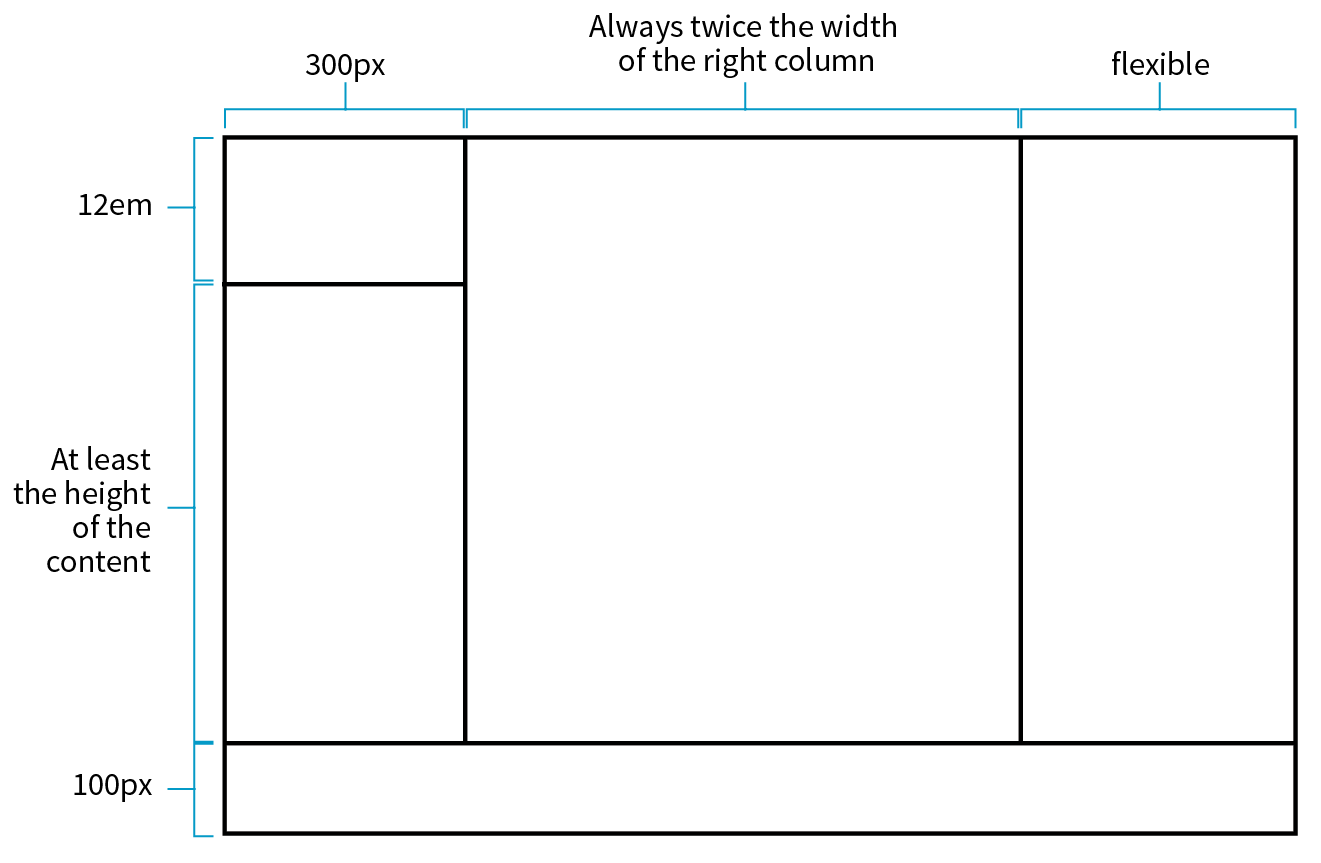 Always twice the width
of the right column
300px
flexible
12em
At least
the height
of the
content
100px